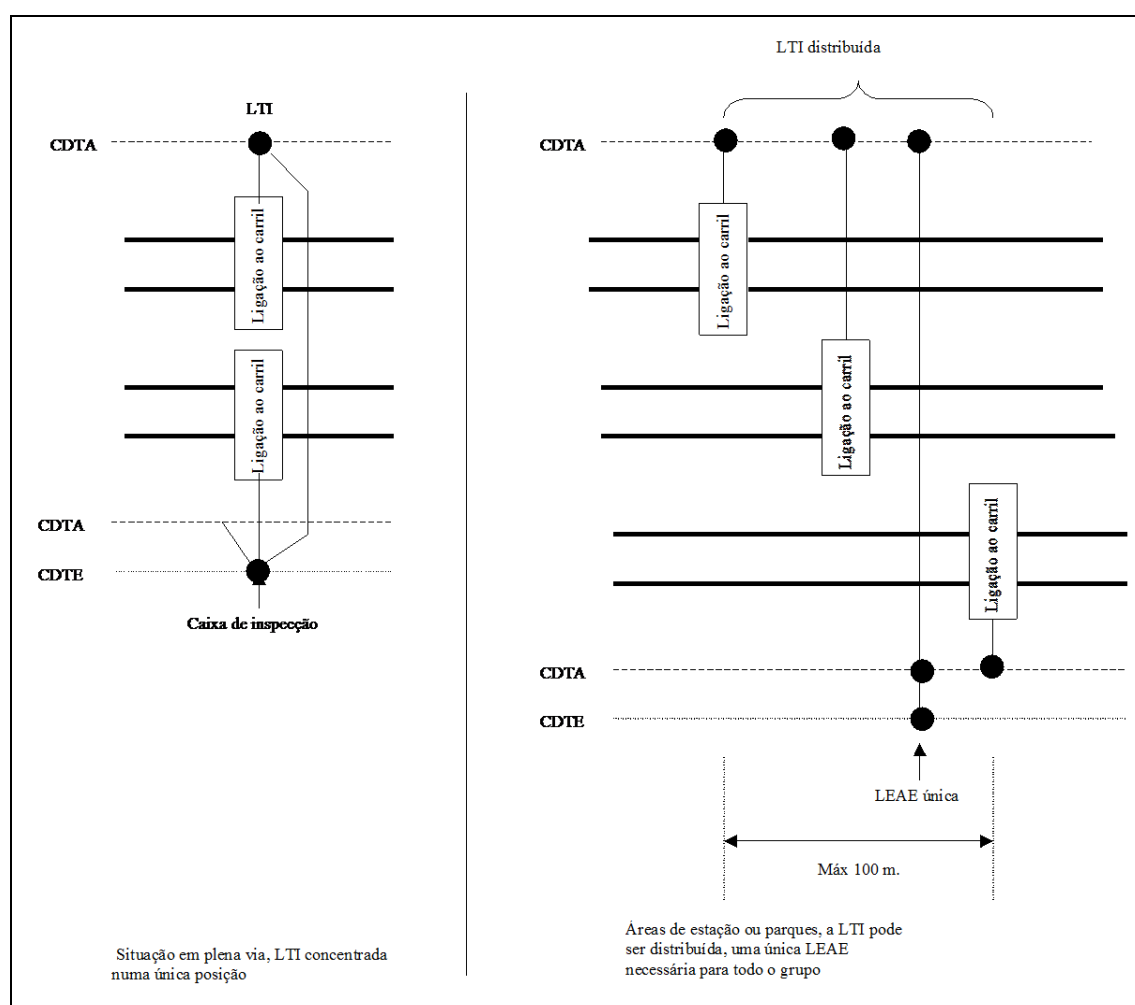 LTI
CDTA
Ligação ao carril
Ligação ao carril
CDTA
CDTE
Caixa de inspecção
Situação em plena via, LTI concentrada
numa única posição
LTI distribuída
CDTA
Ligação ao carril
Ligação ao carril
Ligação ao carril
CDTA
CDTE
LEAE única
Máx 100 m.
Áreas de estação ou parques, a LTI pode
ser distribuída, uma única LEAE
necessária para todo o grupo